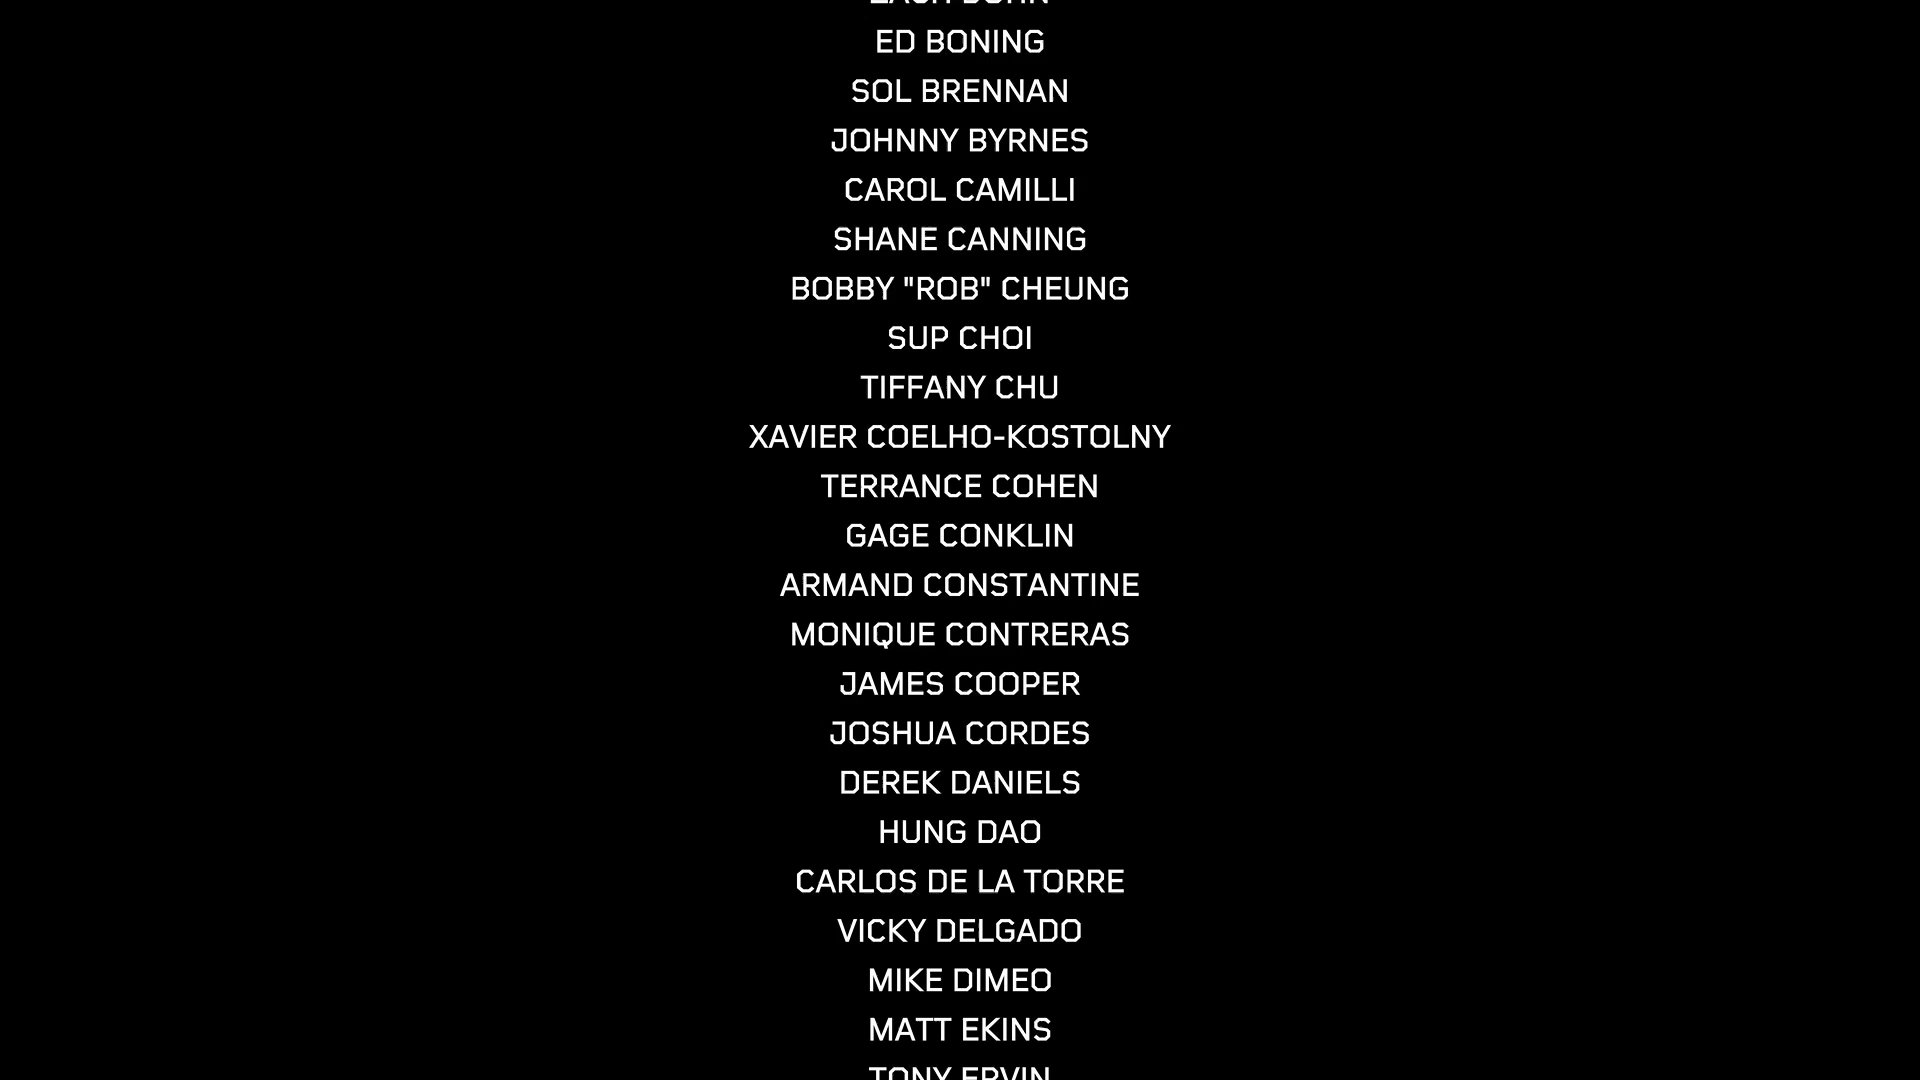 ED BONING
SOL BRENNAN
JOHNNY BYRNES
CAROL CAMILLI
SHANE CANNING
BOBBY "ROB" CHEUNG
SUP CHOI
TIFFANY CHU
XAVIER COELHO-KOSTOLNY
TERRANCE COHEN
GAGE CONKLIN
ARMAND CONSTANTINE
MONIQUE CONTRERAS
JAMES COOPER
JOSHUA CORDES
DEREK DANIELS
HUNG DAO
CARLOS DE LA TORRE
VICKY DELGADO
MIKE DIMEO
MATT EKINS
TONY ERVIN